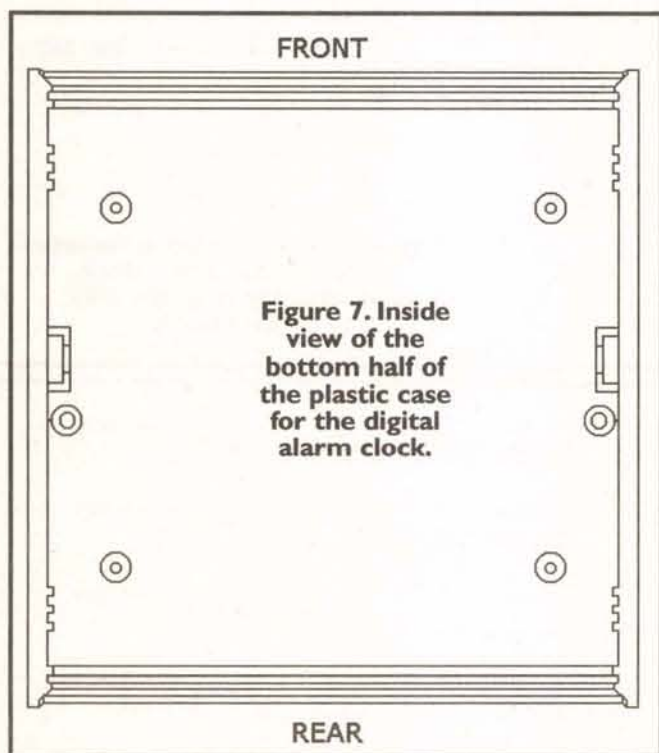 FRONT
Figure 7. Inside
view of the
bottom half of
the plastic case
for the digital
alarm clock.
REAR